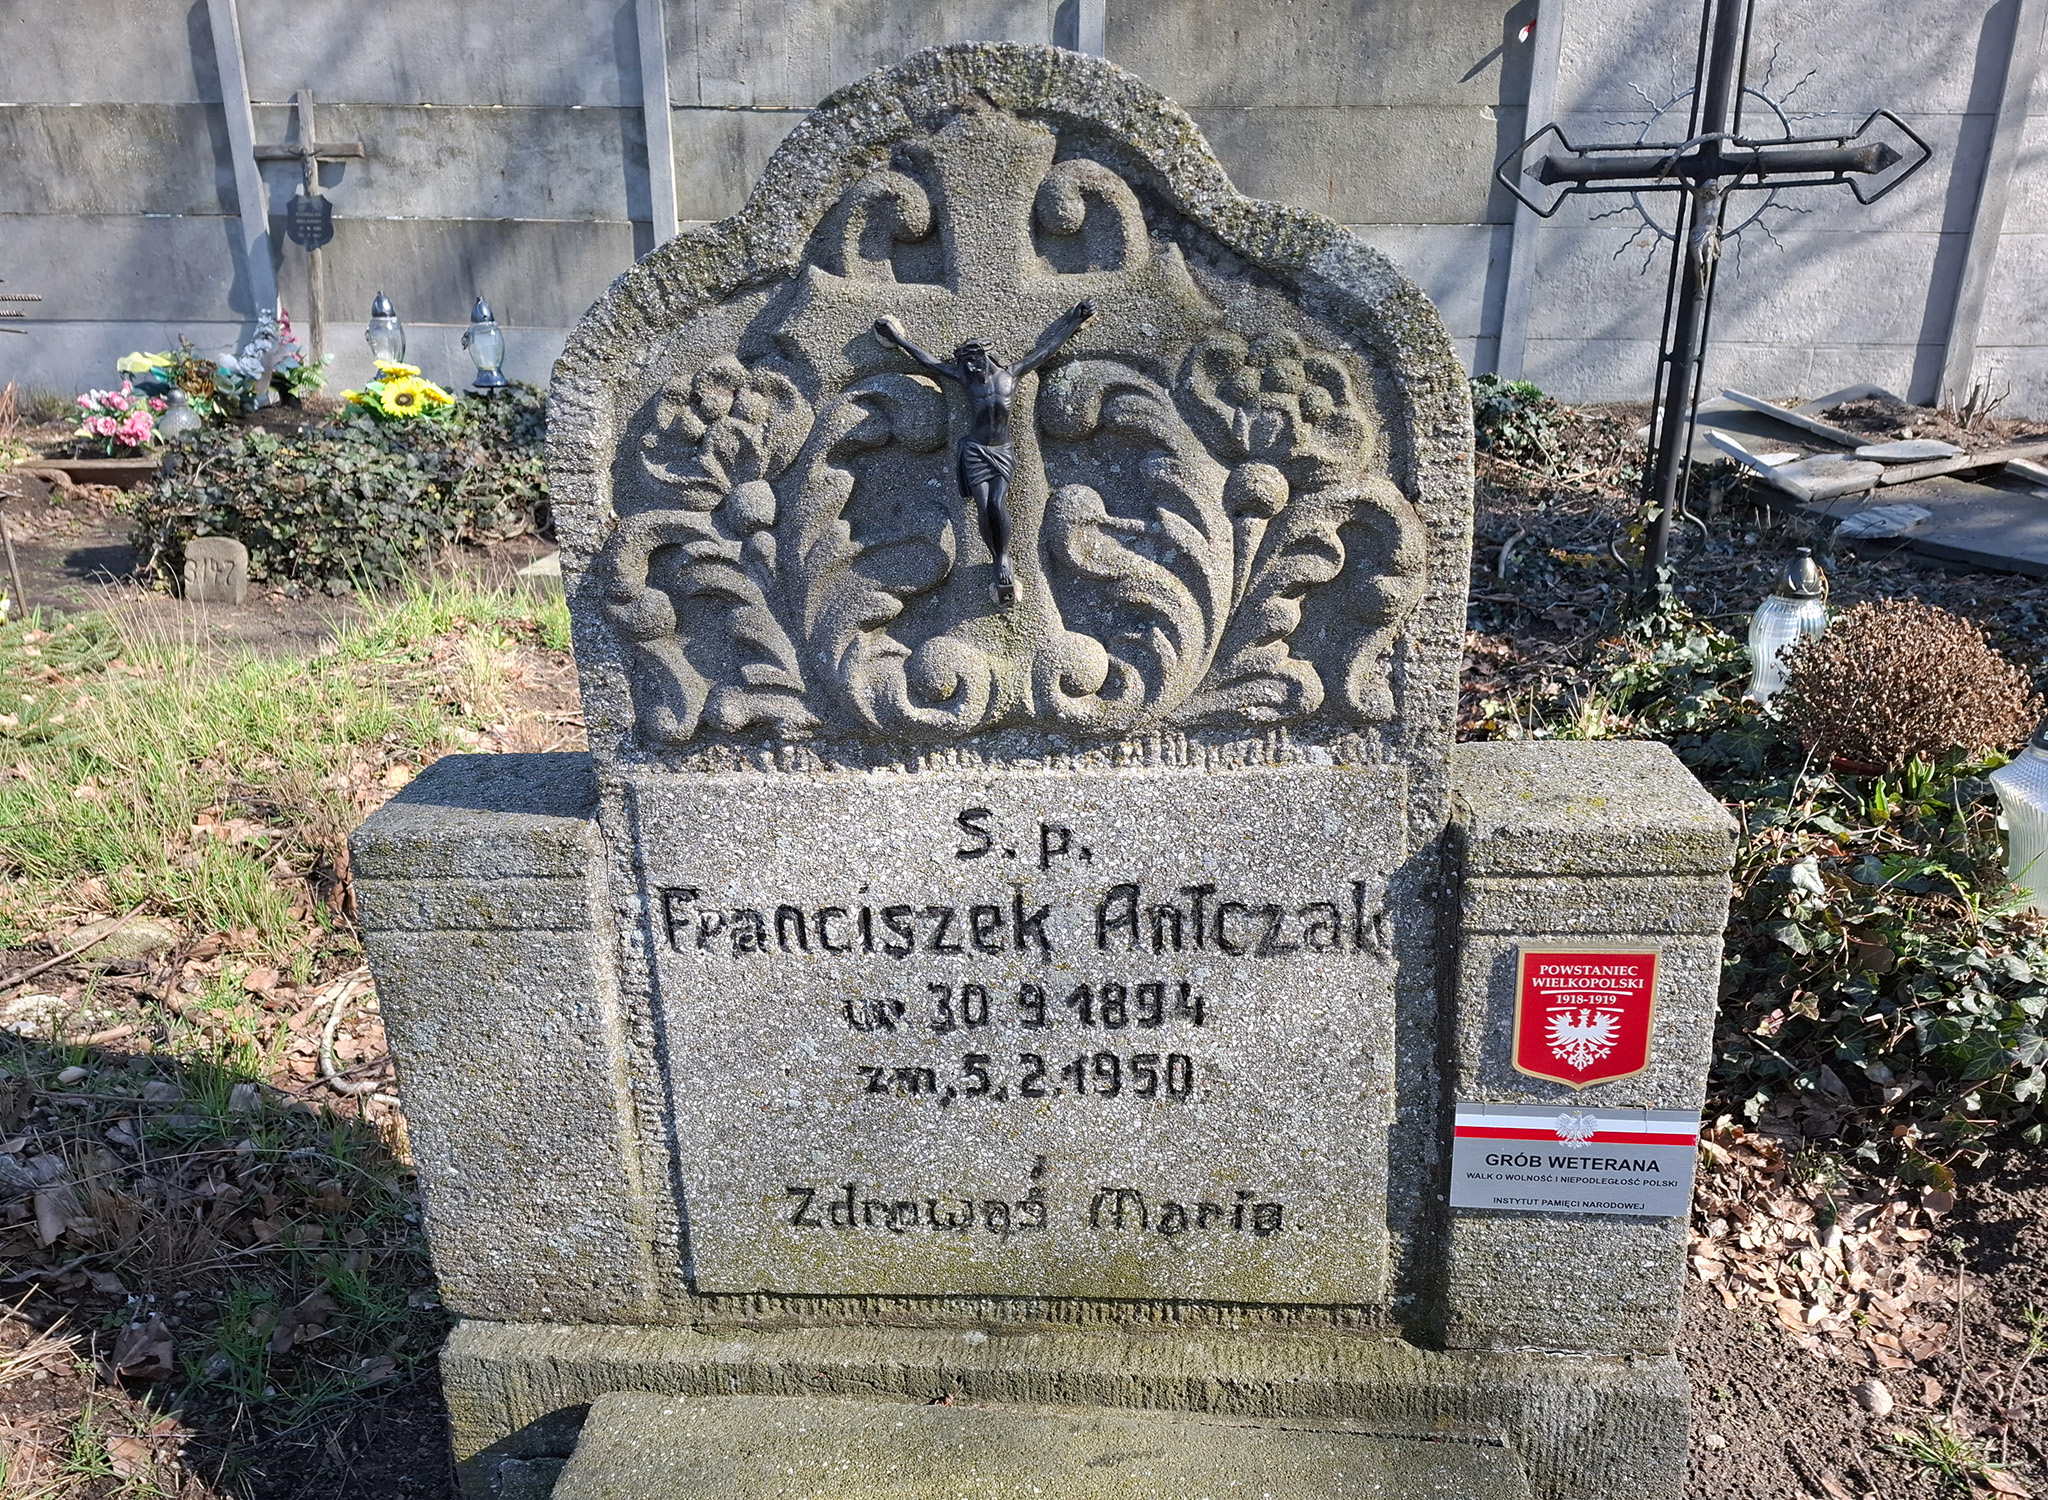 S. p.
Franciszek Antczak
ur 30 9 1894
zm, 5, 2.1950.
Zdrowaś Maria.
POWSTANIEC
WIELKOPOLSKI
1918-1919
GRÓB WETERANA
WALK O WOLNOŚĆ I NIEPODLEGŁOŚĆ POLSKI
INSTYTUT PAMIĘCI NARODOWEJ